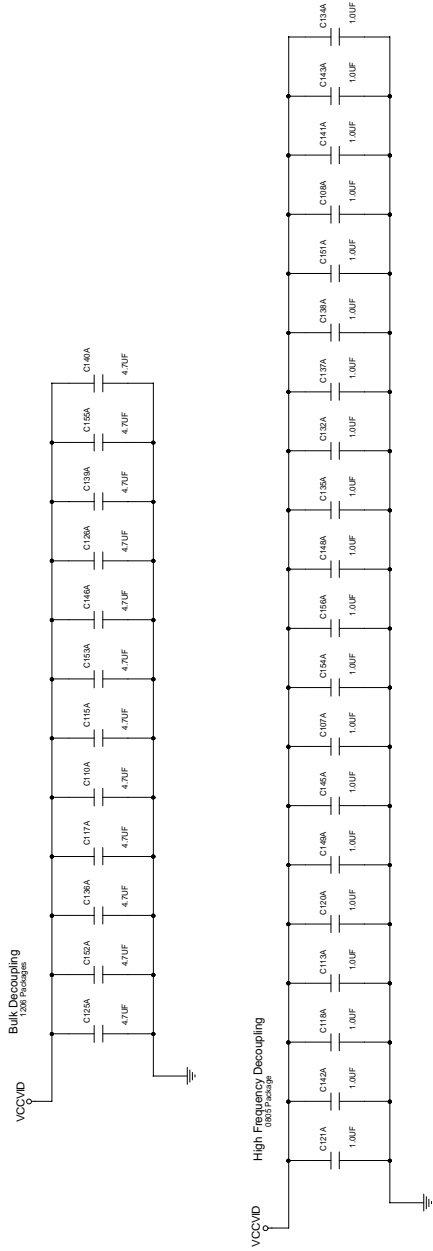 Bulk Decoupling
1206 Packages
VCCVID
C125A
4.7UF
C152A
4.7UF
C136A
4.7UF
C117A
4.7UF
C110A
4.7UF
C115A
4.7UF
C153A
4.7UF
C146A
4.7UF
C126A
4.7UF
C139A
4.7UF
C155A
4.7UF
C140A
4.7UF
High Frequency Decoupling
0805 Package
VCCVID
C121A
1.0UF
C142A
1.0UF
C118A
1.0UF
C113A
1.0UF
C120A
1.0UF
C149A
1.0UF
C145A
1.0UF
C107A
1.0UF
C154A
1.0UF
C156A
1.0UF
C148A
1.0UF
C135A
1.0UF
C132A
1.0UF
C137A
1.0UF
C138A
1.0UF
C151A
1.0UF
C108A
1.0UF
C141A
1.0UF
C143A
1.0UF
C134A
1.0UF